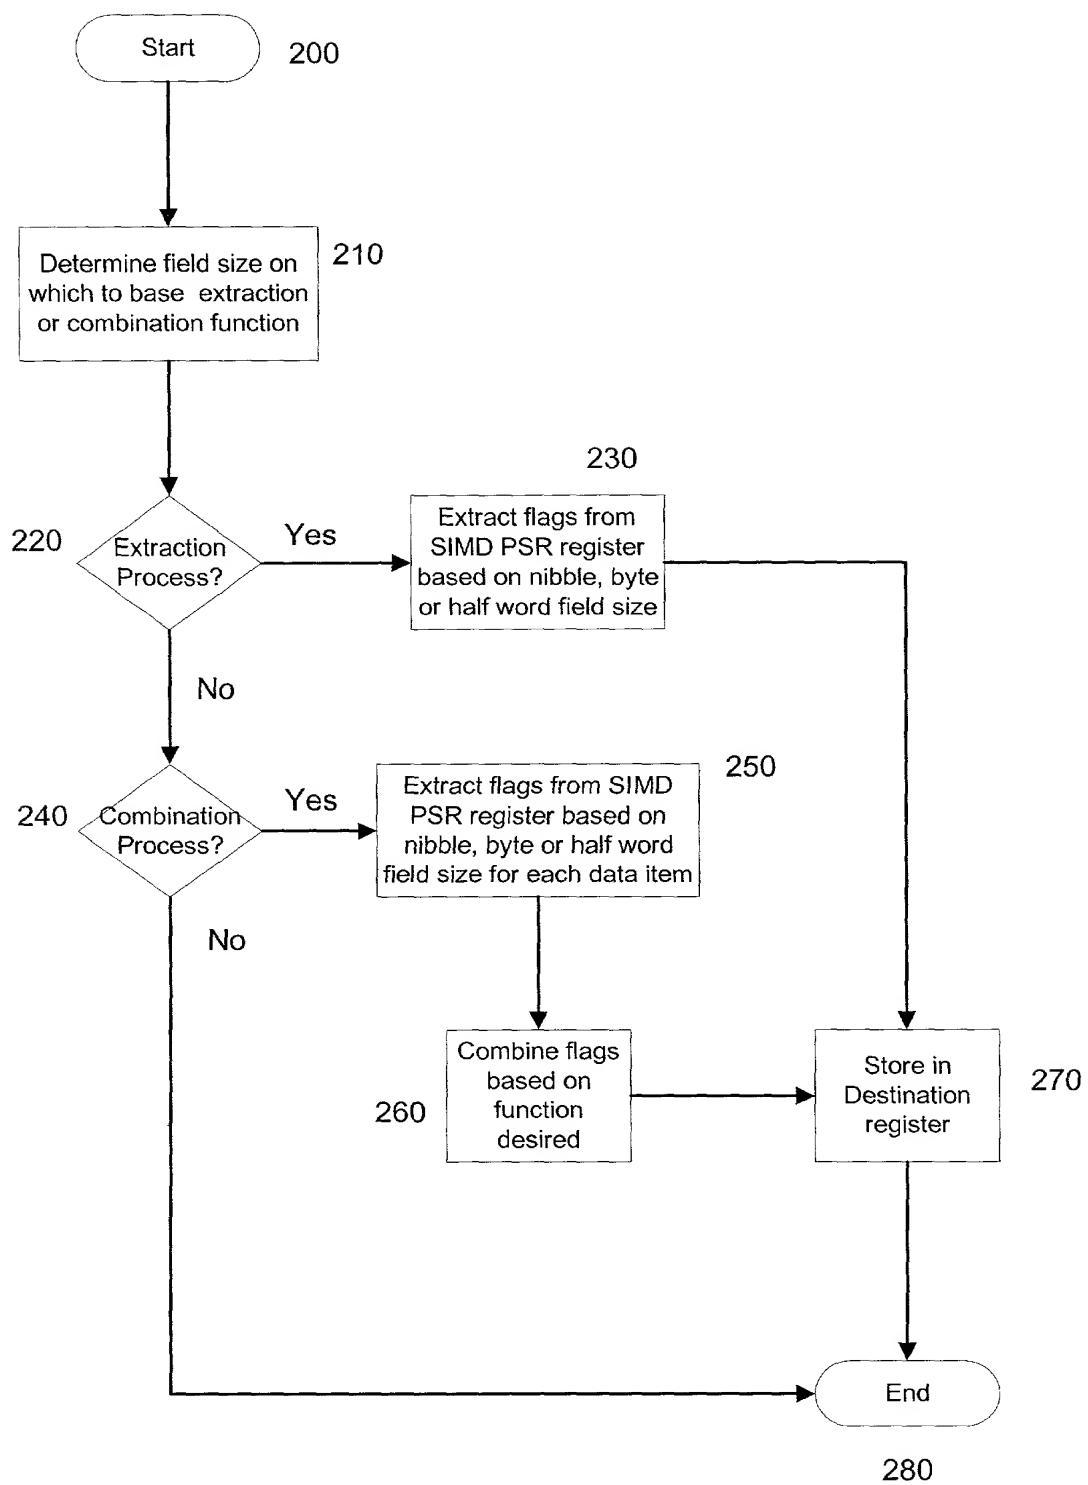 Start
200
Determine field size on
which to base extraction
or combination function
210
230
220
Extraction
Process?
Yes
Extract flags from
SIMD PSR register
based on nibble, byte
or half word field size
No
240
Combination
Process?
Yes
Extract flags from SIMD
PSR register based on
nibble, byte or half word
field size for each data item
250
No
260
Combine flags
based on
function
desired
Store in
Destination
register
270
End
280